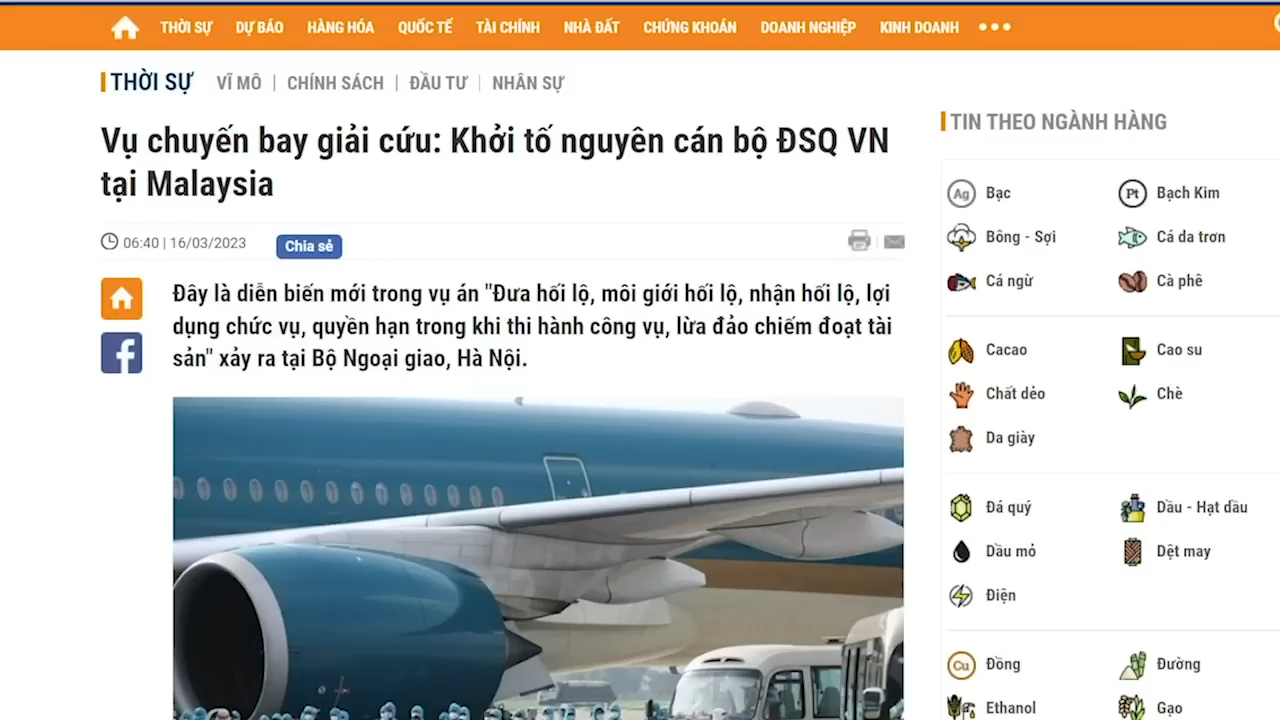 THỜI SỰ DỰ BÁO HÀNG HÓA QUỐC TẾ TÀI CHÍNH NHÀ ĐẤT CHỨNG KHOÁN DOANH NGHIỆP KINH DOANH
THỜI SỰ VĨ MÔ | CHÍNH SÁCH | ĐẦU TƯ | NHÂN SỰ
Vụ chuyến bay giải cứu: Khởi tố nguyên cán bộ ĐSQ VN
tại Malaysia
06:40 | 16/03/2023 Chia sẻ
Đây là diễn biến mới trong vụ án "Đưa hối lộ, môi giới hối lộ, nhận hối lộ, lợi
dụng chức vụ, quyền hạn trong khi thi hành công vụ, lừa đảo chiếm đoạt tài
sản" xảy ra tại Bộ Ngoại giao, Hà Nội.
TIN THEO NGÀNH HÀNG
Ag Bạc Pt Bạch Kim
Bông - Sợi Cá da trơn
Cá ngừ Cà phê
Cacao Cao su
Chất dẻo Chè
Da giày
Đá quý Dầu - Hạt dầu
Dầu mỏ Dệt may
Điện
Cu Đồng Đường
Ethanol Gạo